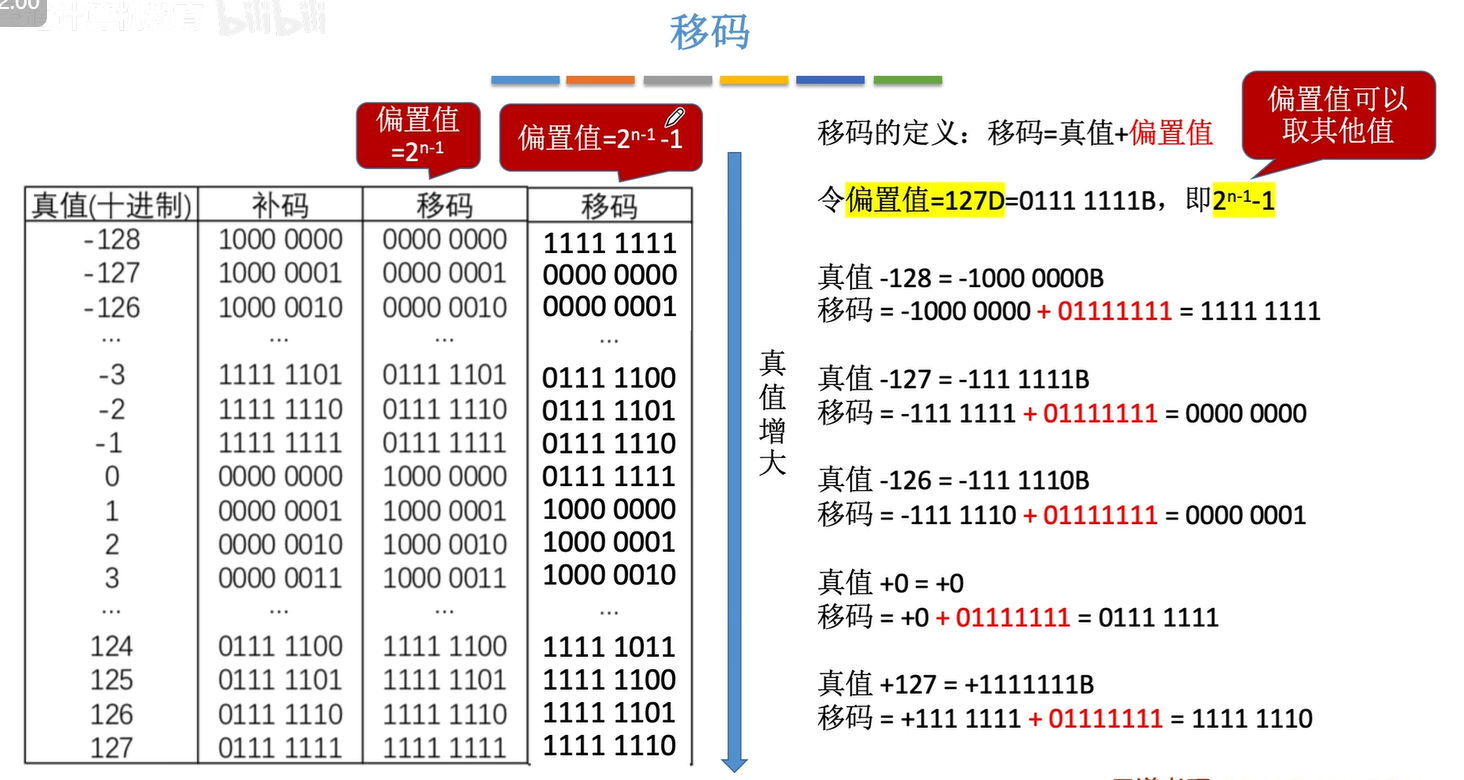 2:00
bilibili
移码
偏置值
=2ⁿ⁻¹
偏置值=2ⁿ⁻¹ -1
偏置值可以
取其他值
真值(十进制) 补码 移码 移码
-128 1000 0000 0000 0000 1111 1111
-127 1000 0001 0000 0001 0000 0000
-126 1000 0010 0000 0010 0000 0001
... ... ... ...
-3 1111 1101 0111 1101 0111 1100
-2 1111 1110 0111 1110 0111 1101
-1 1111 1111 0111 1111 0111 1110
0 0000 0000 1000 0000 0111 1111
1 0000 0001 1000 0001 1000 0000
2 0000 0010 1000 0010 1000 0001
3 0000 0011 1000 0011 1000 0010
... ... ... ...
124 0111 1100 1111 1100 1111 1011
125 0111 1101 1111 1101 1111 1100
126 0111 1110 1111 1110 1111 1101
127 0111 1111 1111 1111 1111 1110
真值增大
移码的定义：移码=真值+偏置值
令偏置值=127D=0111 1111B，即2ⁿ⁻¹-1
真值 -128 = -1000 0000B
移码 = -1000 0000 + 01111111 = 1111 1111
真值 -127 = -111 1111B
移码 = -111 1111 + 01111111 = 0000 0000
真值 -126 = -111 1110B
移码 = -111 1110 + 01111111 = 0000 0001
真值 +0 = +0
移码 = +0 + 01111111 = 0111 1111
真值 +127 = +1111111B
移码 = +111 1111 + 01111111 = 1111 1110